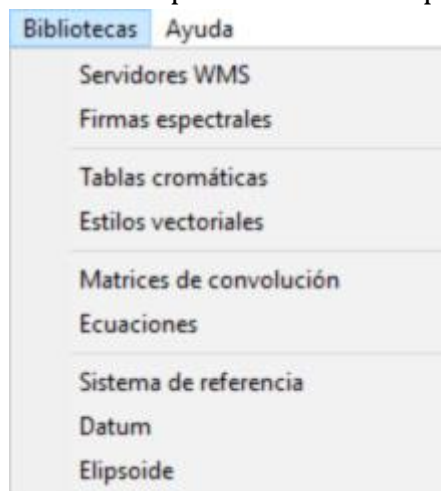 Bibliotecas Ayuda
Servidores WMS
Firmas espectrales
Tablas cromáticas
Estilos vectoriales
Matrices de convolución
Ecuaciones
Sistema de referencia
Datum
Elipsoide